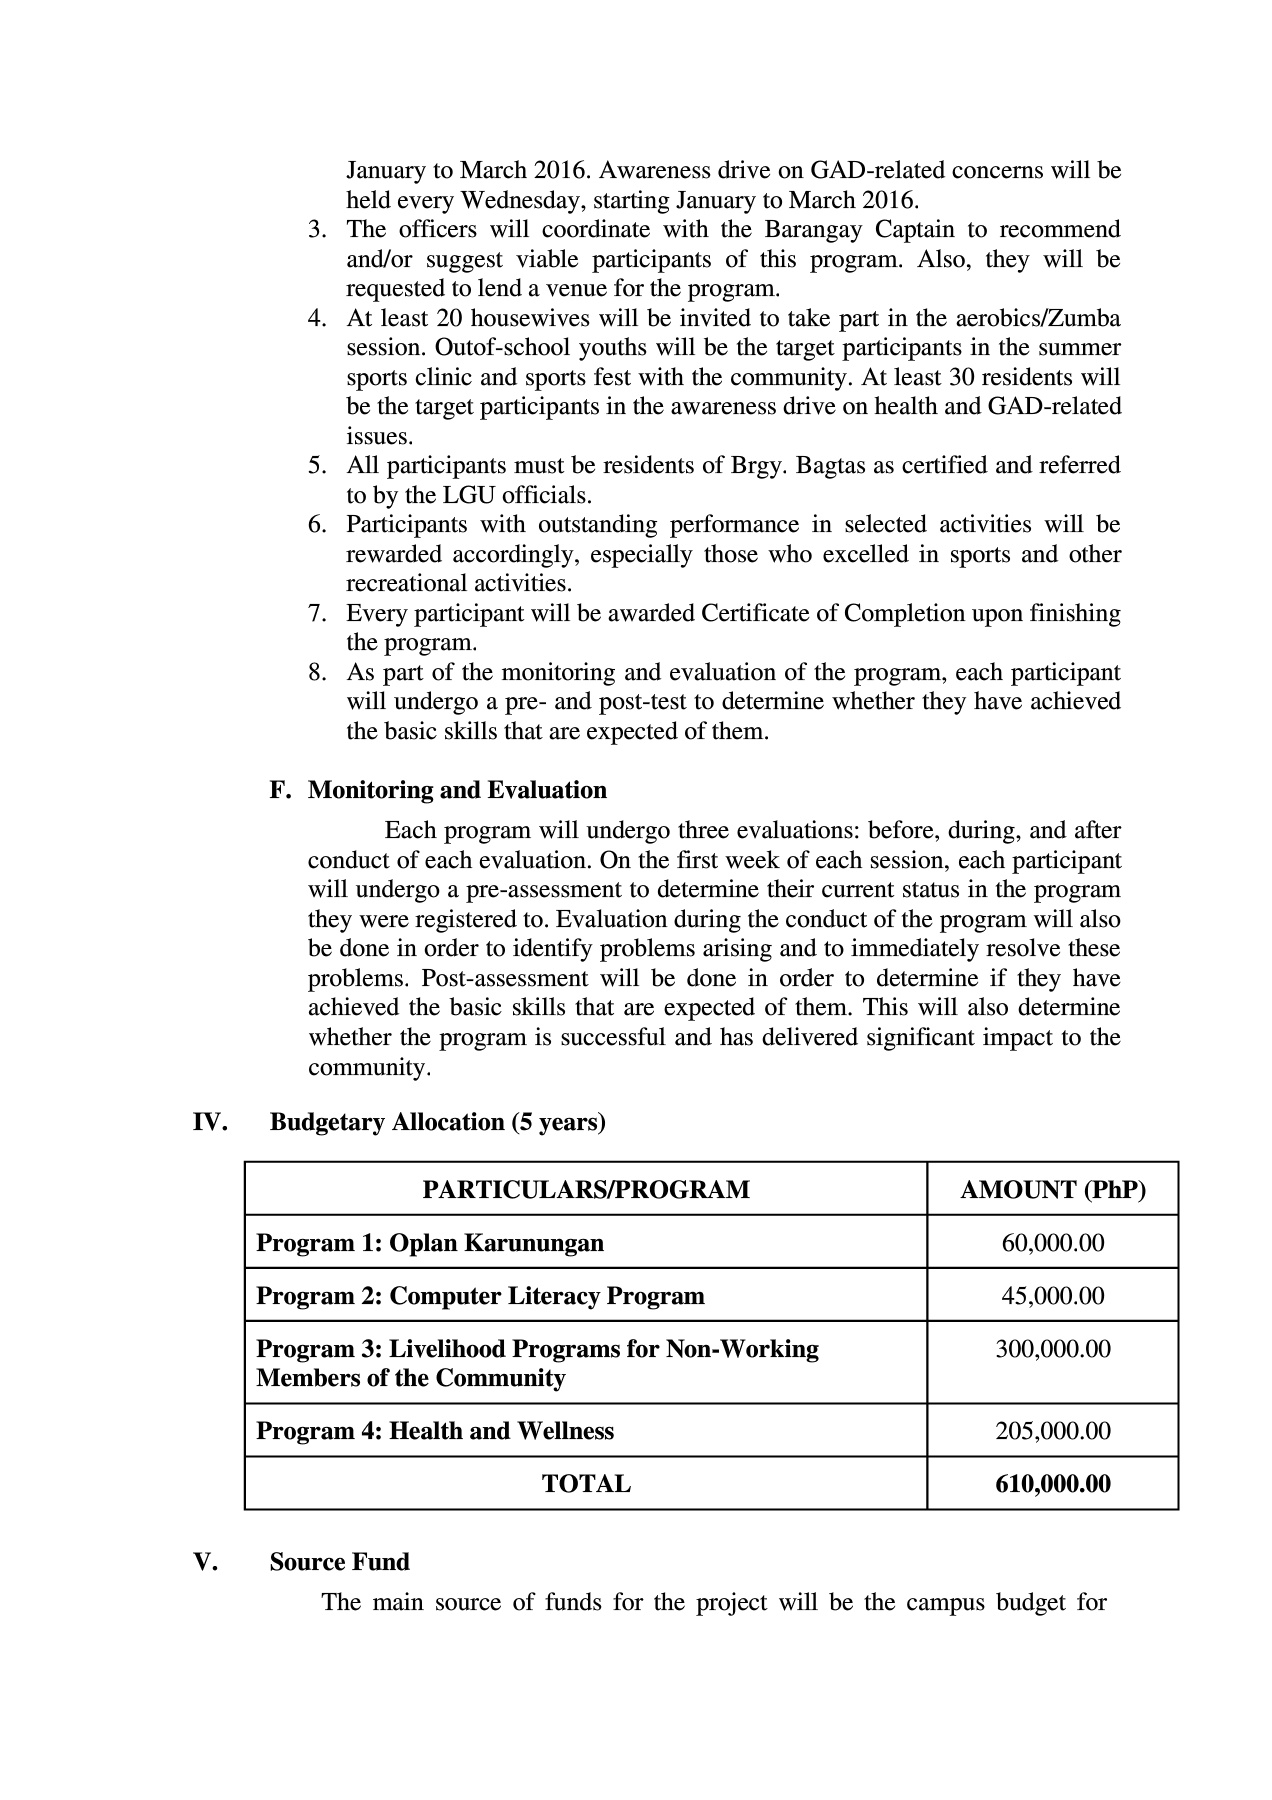 January to March 2016. Awareness drive on GAD-related concerns will be
held every Wednesday, starting January to March 2016.
3. The officers will coordinate with the Barangay Captain to recommend
and/or suggest viable participants of this program. Also, they will be
requested to lend a venue for the program.
4. At least 20 housewives will be invited to take part in the aerobics/Zumba
session. Outof-school youths will be the target participants in the summer
sports clinic and sports fest with the community. At least 30 residents will
be the target participants in the awareness drive on health and GAD-related
issues.
5. All participants must be residents of Brgy. Bagtas as certified and referred
to by the LGU officials.
6. Participants with outstanding performance in selected activities will be
rewarded accordingly, especially those who excelled in sports and other
recreational activities.
7. Every participant will be awarded Certificate of Completion upon finishing
the program.
8. As part of the monitoring and evaluation of the program, each participant
will undergo a pre- and post-test to determine whether they have achieved
the basic skills that are expected of them.
F. Monitoring and Evaluation
Each program will undergo three evaluations: before, during, and after
conduct of each evaluation. On the first week of each session, each participant
will undergo a pre-assessment to determine their current status in the program
they were registered to. Evaluation during the conduct of the program will also
be done in order to identify problems arising and to immediately resolve these
problems. Post-assessment will be done in order to determine if they have
achieved the basic skills that are expected of them. This will also determine
whether the program is successful and has delivered significant impact to the
community.
IV. Budgetary Allocation (5 years)
PARTICULARS/PROGRAM AMOUNT (PhP)
Program 1: Oplan Karunungan 60,000.00
Program 2: Computer Literacy Program 45,000.00
Program 3: Livelihood Programs for Non-Working 300,000.00
Members of the Community
Program 4: Health and Wellness 205,000.00
TOTAL 610,000.00
V. Source Fund
The main source of funds for the project will be the campus budget for